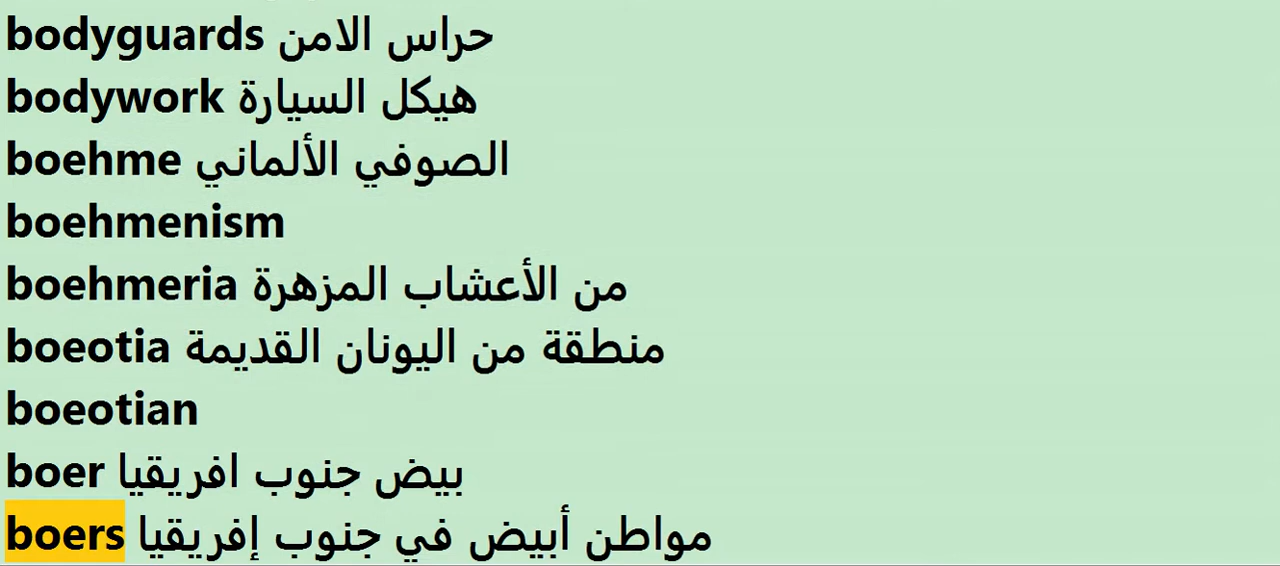 bodyguards حراس الامن
bodywork هيكل السيارة
boehme الصوفي الألماني
boehmenism
boehmeria من الأعشاب المزهرة
boeotia منطقة من اليونان القديمة
boeotian
boer بيض جنوب افريقيا
boers مواطن أبيض في جنوب إفريقيا